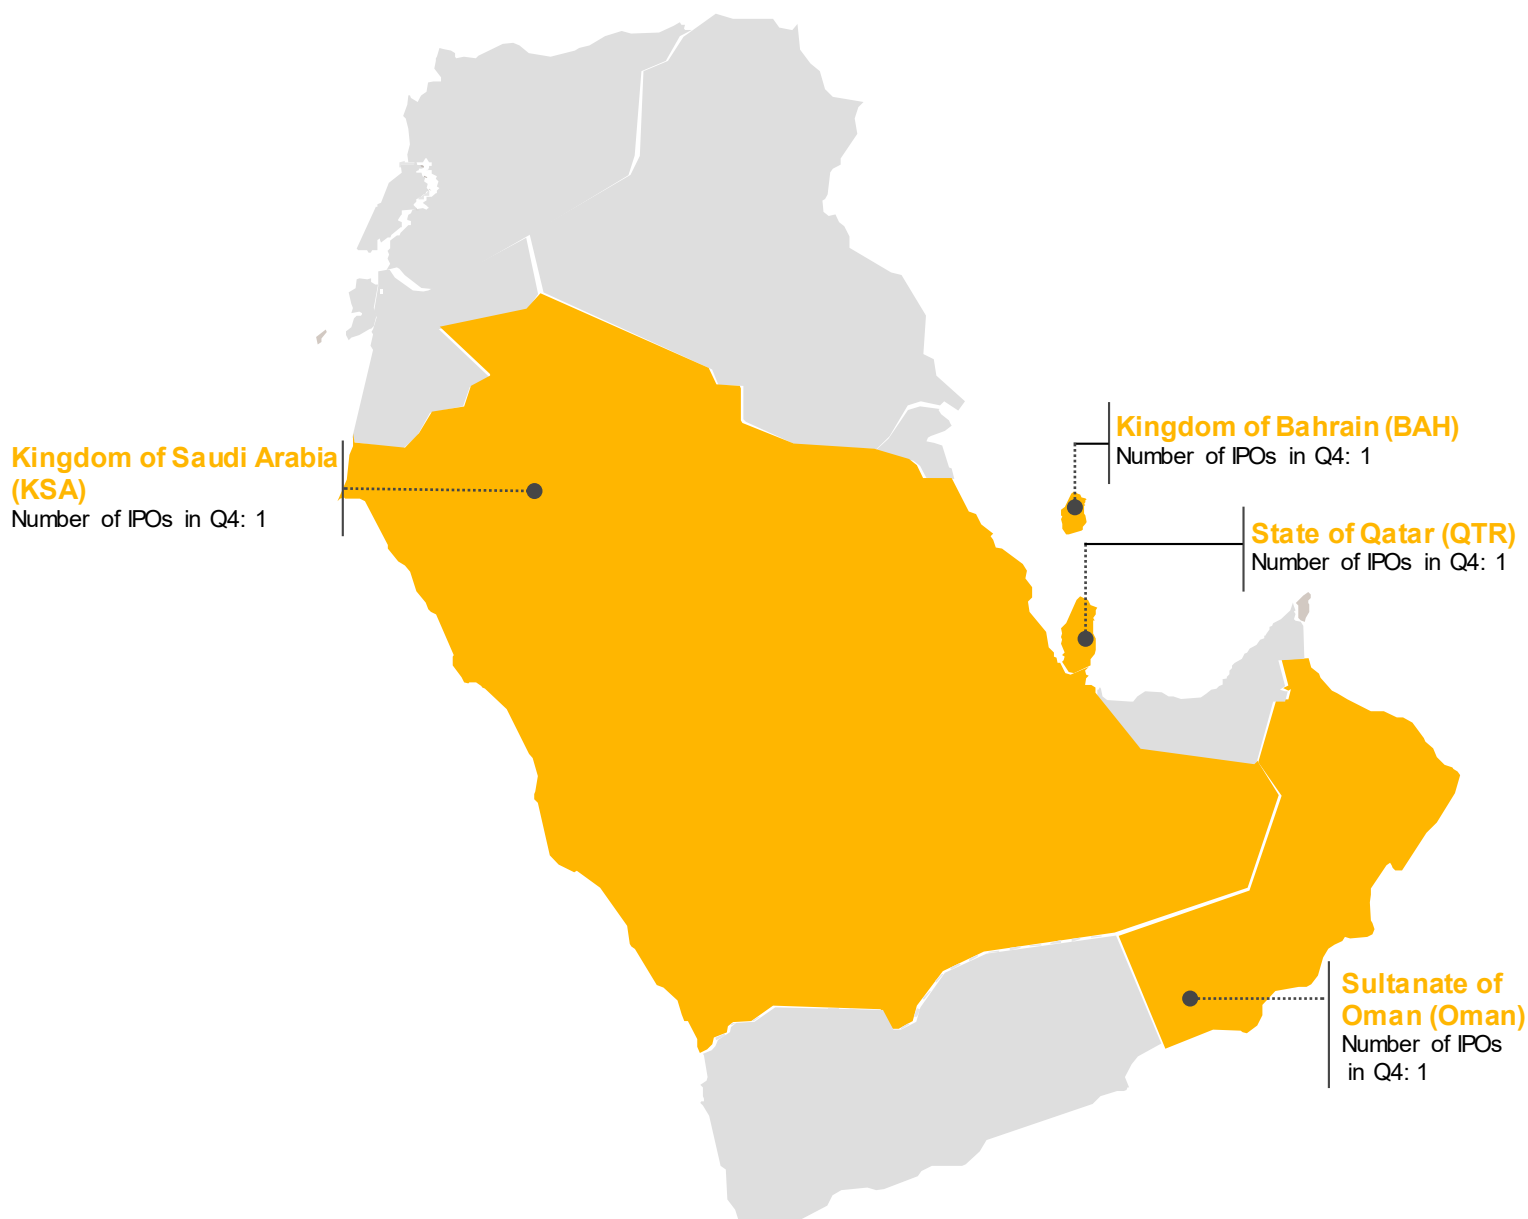 Kingdom of Bahrain (BAH)
Number of IPOs in Q4: 1
Kingdom of Saudi Arabia
(KSA)
Number of IPOs in Q4: 1
State of Qatar (QTR)
Number of IPOs in Q4: 1
Sultanate of
Oman (Oman)
Number of IPOs
in Q4: 1